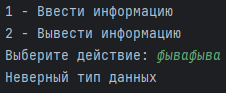 1 - Ввести информацию
2 - Вывести информацию
Выберите действие: фывафыва
Неверный тип данных